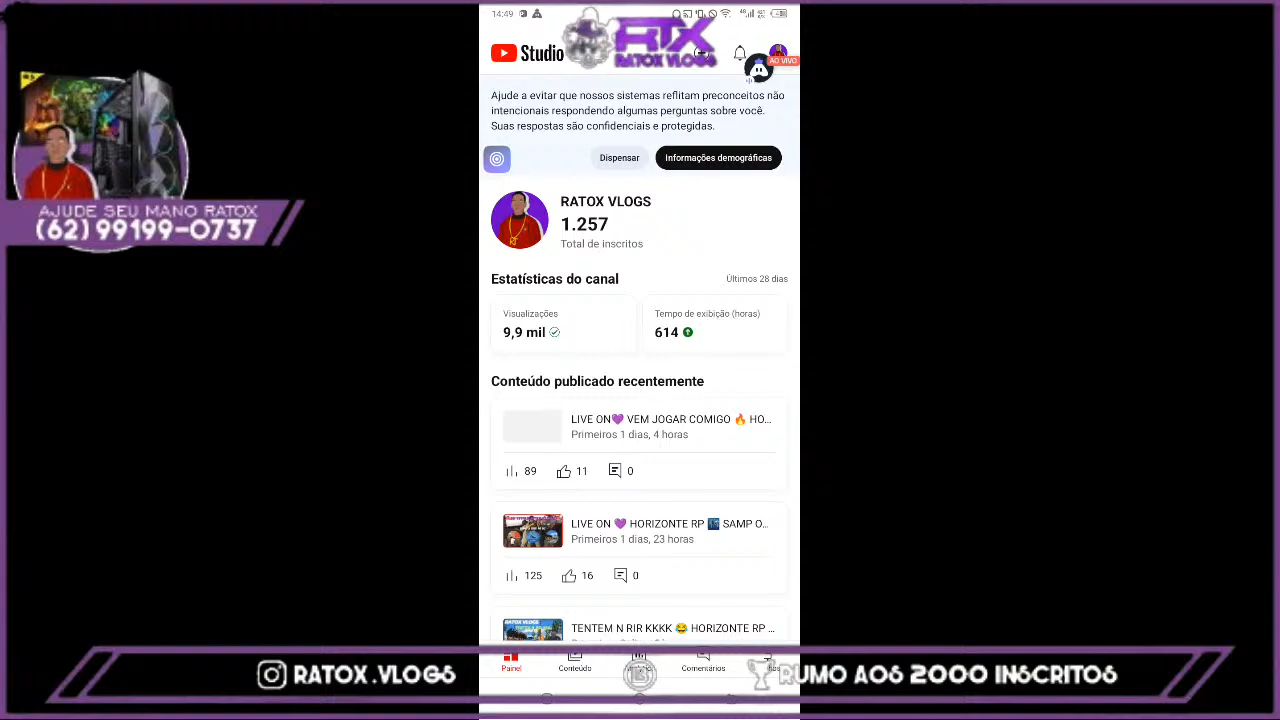 14:49
Studio
RTX
RATOX VLOGS
AO VIVO
Ajude a evitar que nossos sistemas reflitam preconceitos não
intencionais respondendo algumas perguntas sobre você.
Suas respostas são confidenciais e protegidas.
Dispensar
Informações demográficas
AJUDE SEU MANO RATOX
(62) 99199-0737
RATOX VLOGS
1.257
Total de inscritos
Estatísticas do canal
Últimos 28 dias
Visualizações
9,9 mil
Tempo de exibição (horas)
614
Conteúdo publicado recentemente
LIVE ON💜 VEM JOGAR COMIGO 🔥 HO...
Primeiros 1 dias, 4 horas
89
11
0
LIVE ON 💜 HORIZONTE RP 🌃 SAMP O...
Primeiros 1 dias, 23 horas
125
16
0
TENTEM N RIR KKKK 😂 HORIZONTE RP ...
Painel
Conteúdo
Comentários
RATOX.VLOGS
RUMO AOS 2000 INSCRITOS